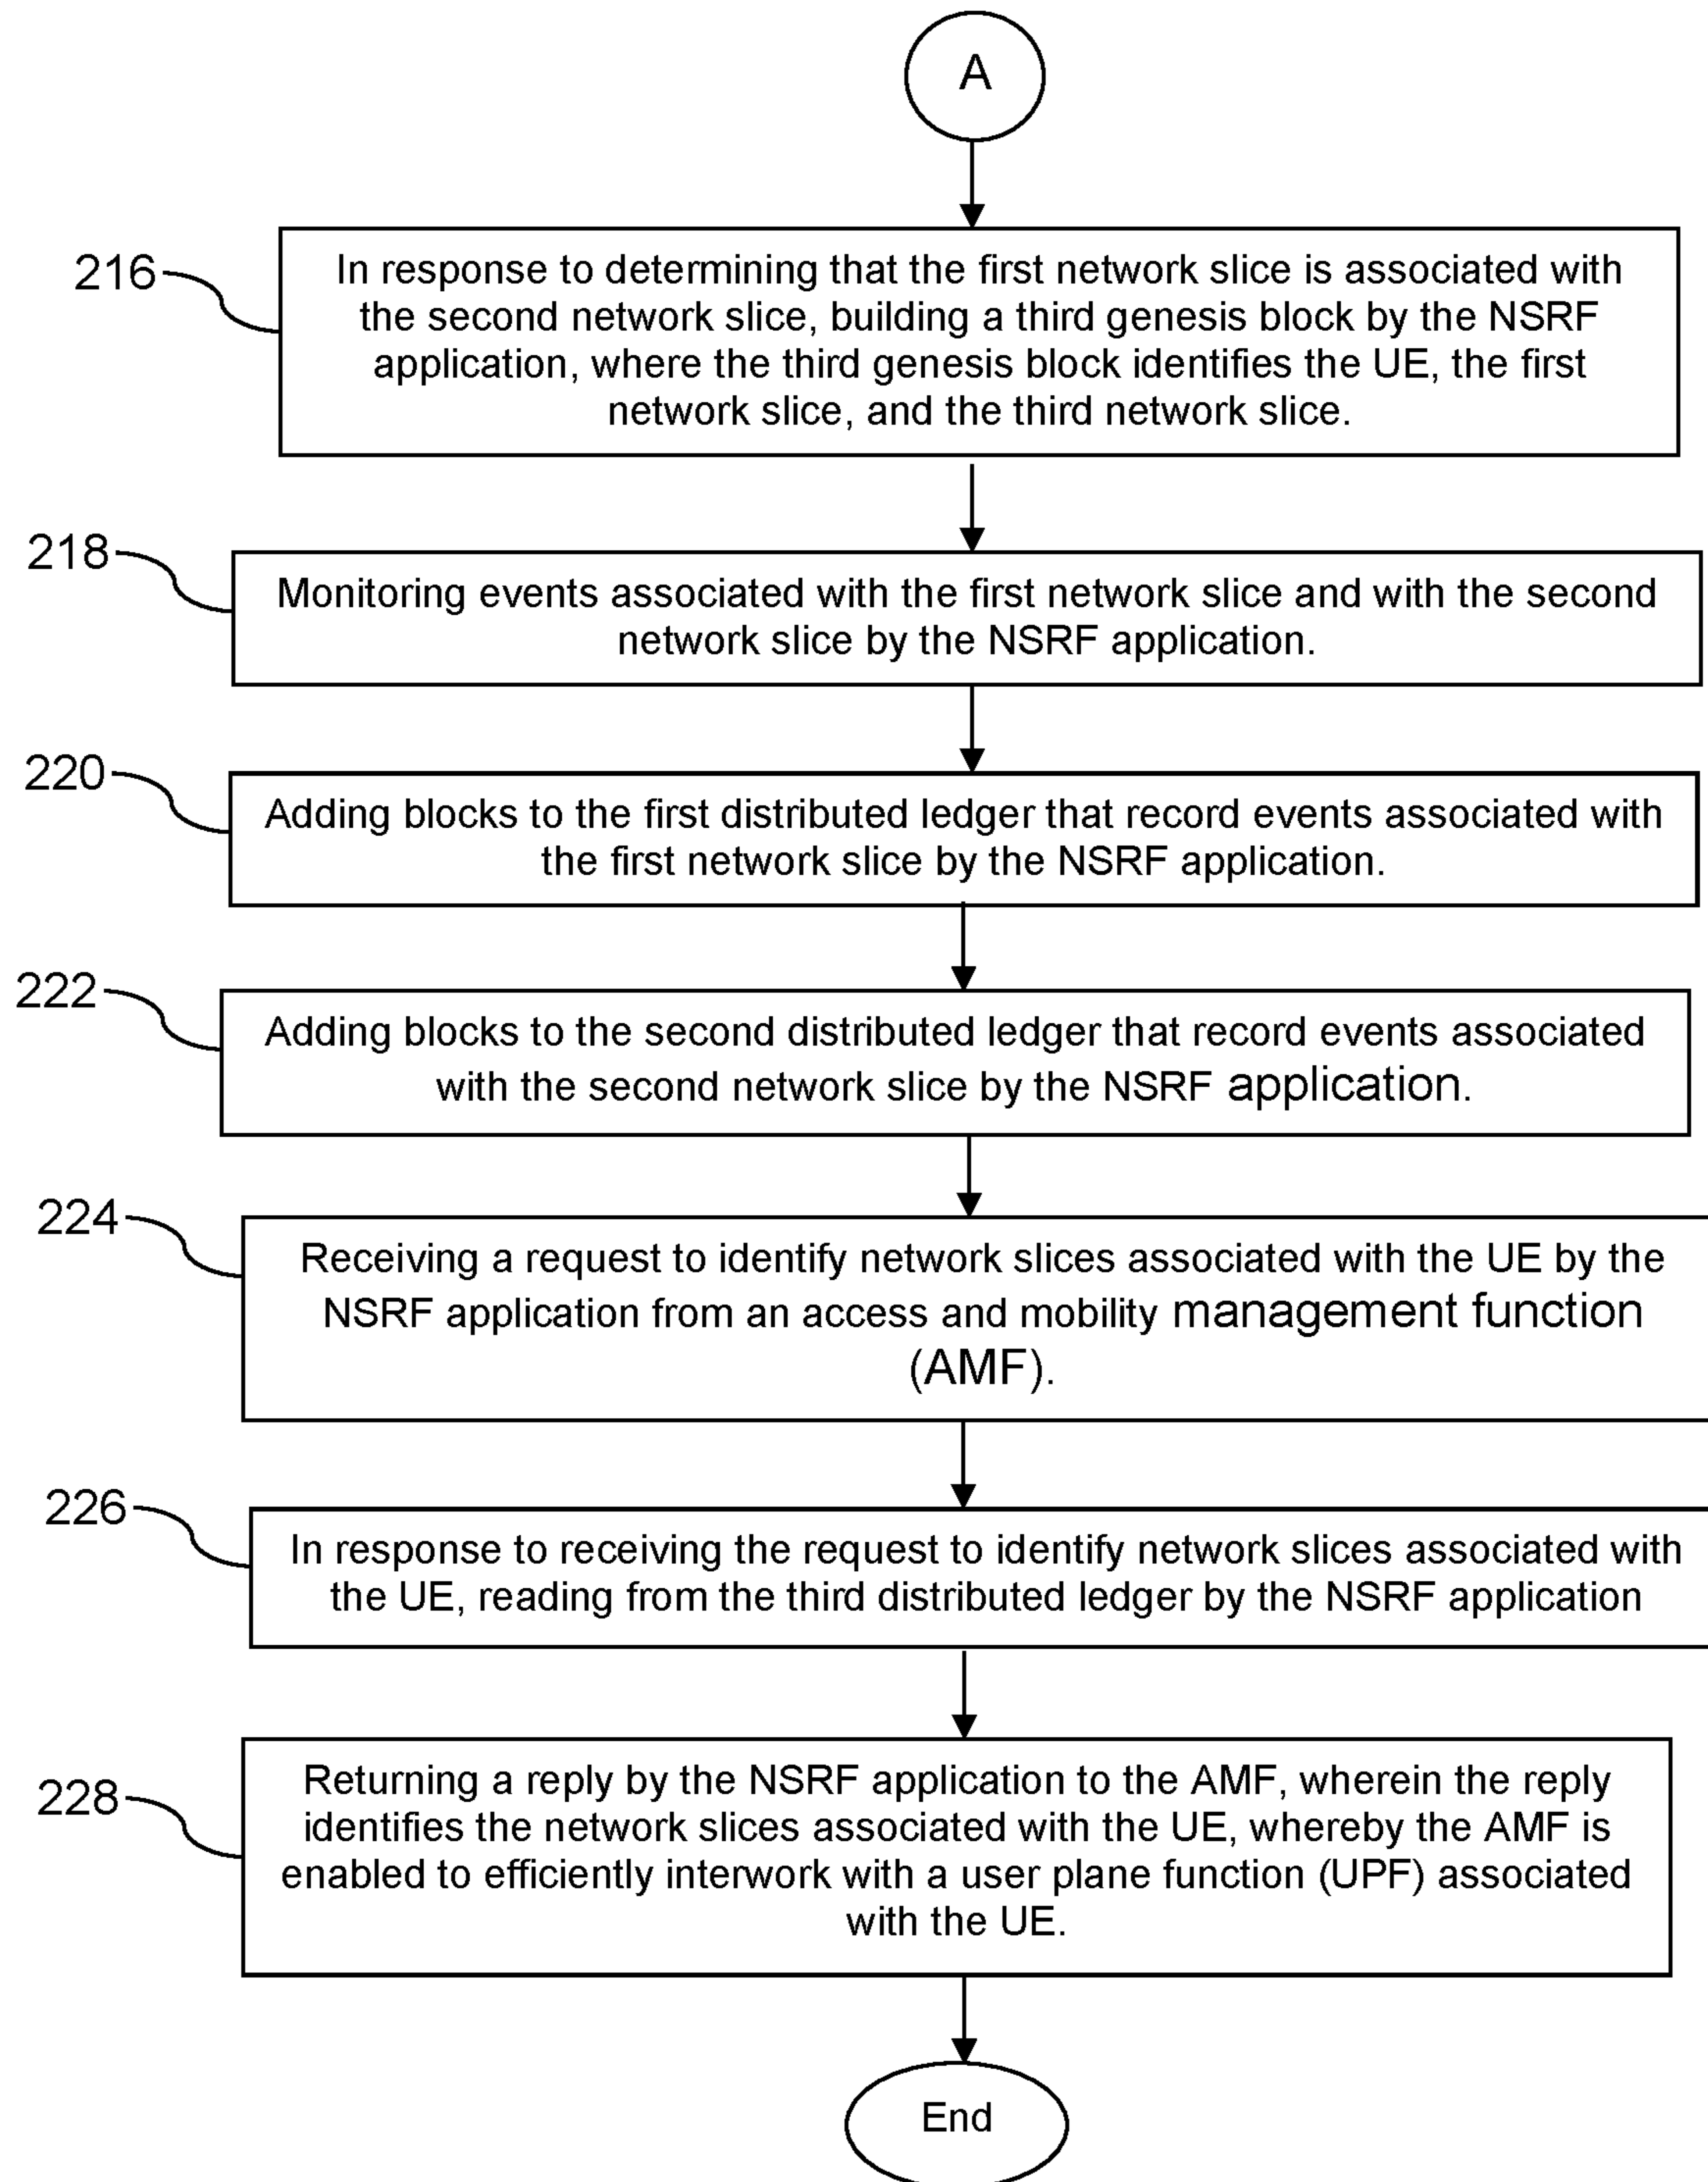 A
216
In response to determining that the first network slice is associated with
the second network slice, building a third genesis block by the NSRF
application, where the third genesis block identifies the UE, the first
network slice, and the third network slice.
218
Monitoring events associated with the first network slice and with the second
network slice by the NSRF application.
220
Adding blocks to the first distributed ledger that record events associated with
the first network slice by the NSRF application.
222
Adding blocks to the second distributed ledger that record events associated
with the second network slice by the NSRF application.
224
Receiving a request to identify network slices associated with the UE by the
NSRF application from an access and mobility management function
(AMF).
226
In response to receiving the request to identify network slices associated with
the UE, reading from the third distributed ledger by the NSRF application
228
Returning a reply by the NSRF application to the AMF, wherein the reply
identifies the network slices associated with the UE, whereby the AMF is
enabled to efficiently interwork with a user plane function (UPF) associated
with the UE.
End